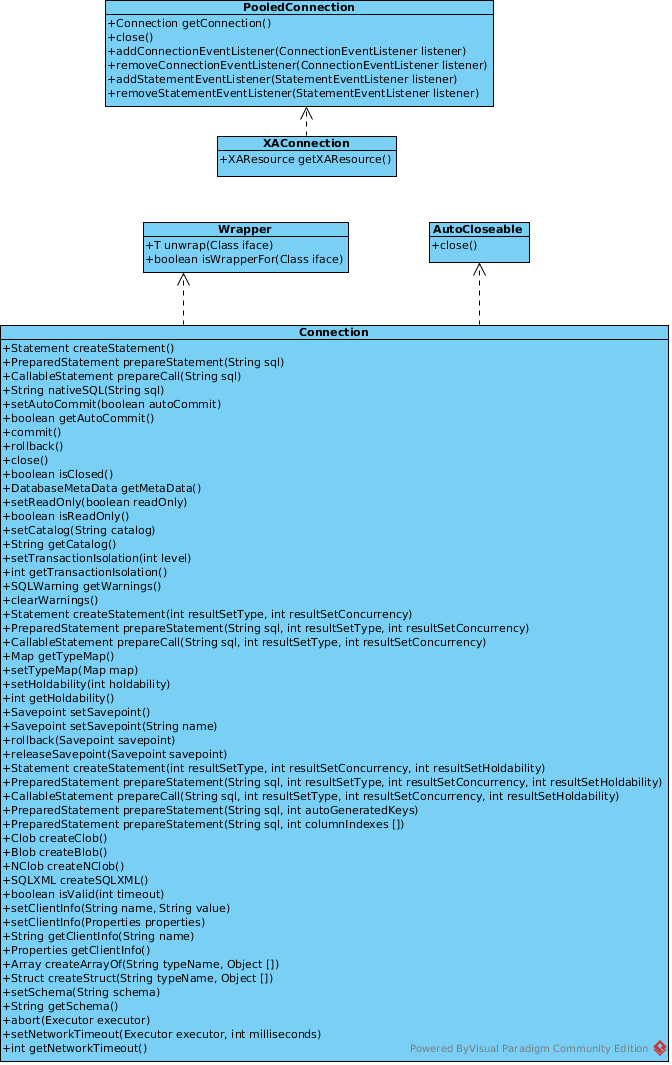 PooledConnection
+Connection getConnection()
+close()
+addConnectionEventListener(ConnectionEventListener listener)
+removeConnectionEventListener(ConnectionEventListener listener)
+addStatementEventListener(StatementEventListener listener)
+removeStatementEventListener(StatementEventListener listener)
XAConnection
+XAResource getXAResource()
Wrapper
+T unwrap(Class iface)
+boolean isWrapperFor(Class iface)
AutoCloseable
+close()
Connection
+Statement createStatement()
+PreparedStatement prepareStatement(String sql)
+CallableStatement prepareCall(String sql)
+String nativeSQL(String sql)
+setAutoCommit(boolean autoCommit)
+boolean getAutoCommit()
+commit()
+rollback()
+close()
+boolean isClosed()
+DatabaseMetaData getMetaData()
+setReadOnly(boolean readOnly)
+boolean isReadOnly()
+setCatalog(String catalog)
+String getCatalog()
+setTransactionIsolation(int level)
+int getTransactionIsolation()
+SQLWarning getWarnings()
+clearWarnings()
+Statement createStatement(int resultSetType, int resultSetConcurrency)
+PreparedStatement prepareStatement(String sql, int resultSetType, int resultSetConcurrency)
+CallableStatement prepareCall(String sql, int resultSetType, int resultSetConcurrency)
+Map getTypeMap()
+setTypeMap(Map map)
+setHoldability(int holdability)
+int getHoldability()
+Savepoint setSavepoint()
+Savepoint setSavepoint(String name)
+rollback(Savepoint savepoint)
+releaseSavepoint(Savepoint savepoint)
+Statement createStatement(int resultSetType, int resultSetConcurrency, int resultSetHoldability)
+PreparedStatement prepareStatement(String sql, int resultSetType, int resultSetConcurrency, int resultSetHoldability)
+CallableStatement prepareCall(String sql, int resultSetType, int resultSetConcurrency, int resultSetHoldability)
+PreparedStatement prepareStatement(String sql, int autoGeneratedKeys)
+PreparedStatement prepareStatement(String sql, int columnIndexes [])
+Clob createClob()
+Blob createBlob()
+NClob createNClob()
+SQLXML createSQLXML()
+boolean isValid(int timeout)
+setClientInfo(String name, String value)
+setClientInfo(Properties properties)
+String getClientInfo(String name)
+Properties getClientInfo()
+Array createArrayOf(String typeName, Object [])
+Struct createStruct(String typeName, Object [])
+setSchema(String schema)
+String getSchema()
+abort(Executor executor)
+setNetworkTimeout(Executor executor, int milliseconds)
+int getNetworkTimeout()
Powered ByVisual Paradigm Community Edition